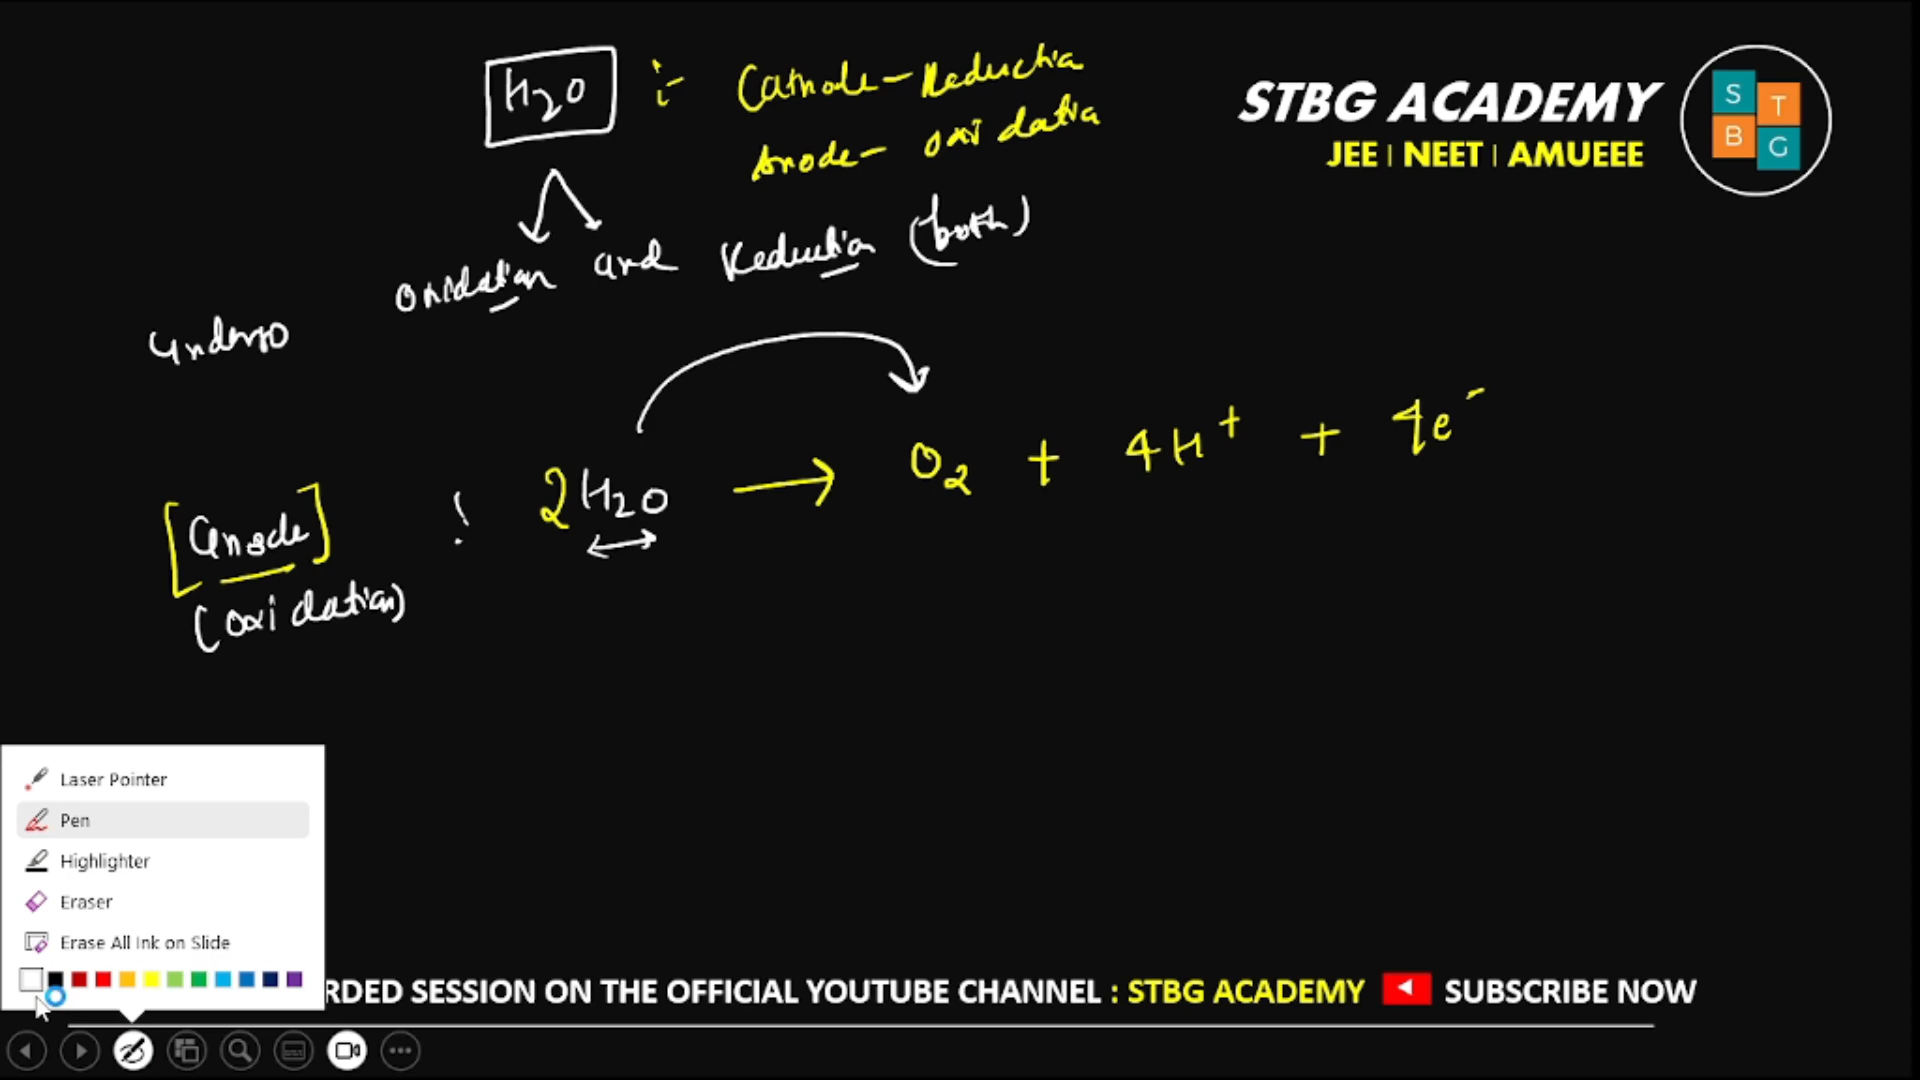 H2O :- Cathode - Reduction
Anode - oxidation
oxidation and Reduction (both)
undergo
2H2O → O2 + 4H+ + 4e-
[anode] :
(oxidation)
STBG ACADEMY
JEE | NEET | AMUEEE
S T
B G
Laser Pointer
Pen
Highlighter
Eraser
Erase All Ink on Slide
RDED SESSION ON THE OFFICIAL YOUTUBE CHANNEL : STBG ACADEMY SUBSCRIBE NOW